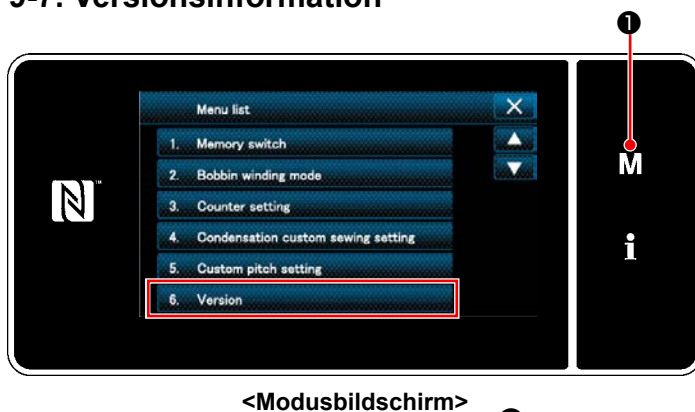 9-7. Versionsinformation
❶
Menu list
1. Memory switch
2. Bobbin winding mode
3. Counter setting
4. Condensation custom sewing setting
5. Custom pitch setting
6. Version
M
i
<Modusbildschirm>